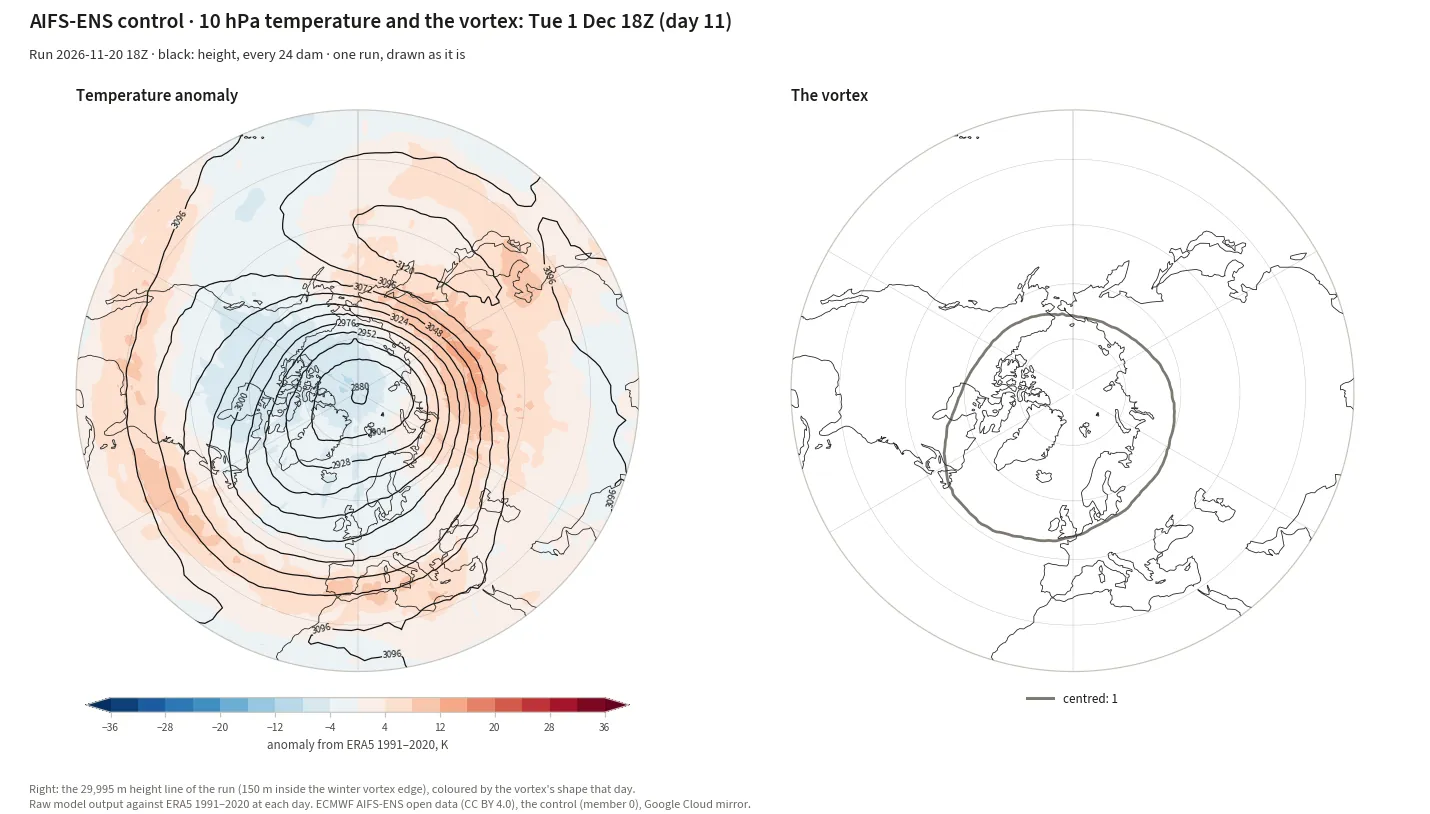 AIFS-ENS control · 10 hPa temperature and the vortex: Tue 1 Dec 18Z (day 11)
Run 2026-11-20 18Z · black: height, every 24 dam · one run, drawn as it is
Temperature anomaly
The vortex
3096
3120
3096
3096
3072
3024
3048
2976
2952
2880
3000
2904
2928
3096
3096
3096
centred: 1
−36 −28 −20 −12 −4 4 12 20 28 36
anomaly from ERA5 1991–2020, K
Right: the 29,995 m height line of the run (150 m inside the winter vortex edge), coloured by the vortex's shape that day.
Raw model output against ERA5 1991–2020 at each day. ECMWF AIFS-ENS open data (CC BY 4.0), the control (member 0), Google Cloud mirror.